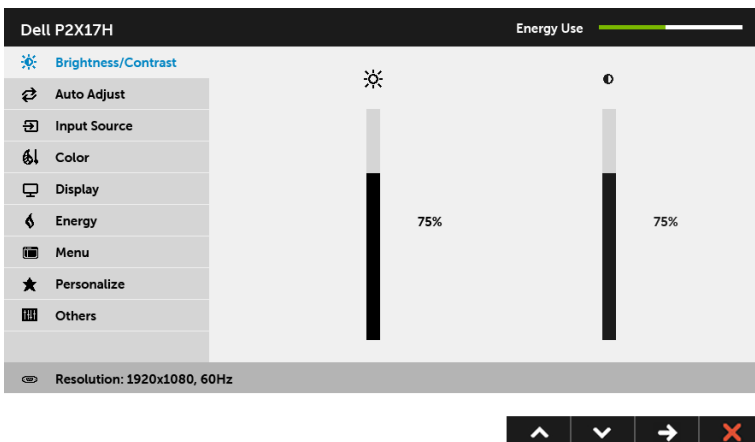 Dell P2X17H
Energy Use
Brightness/Contrast
Auto Adjust
Input Source
Color
Display
75%
75%
Energy
Menu
Personalize
Others
Resolution: 1920x1080, 60Hz